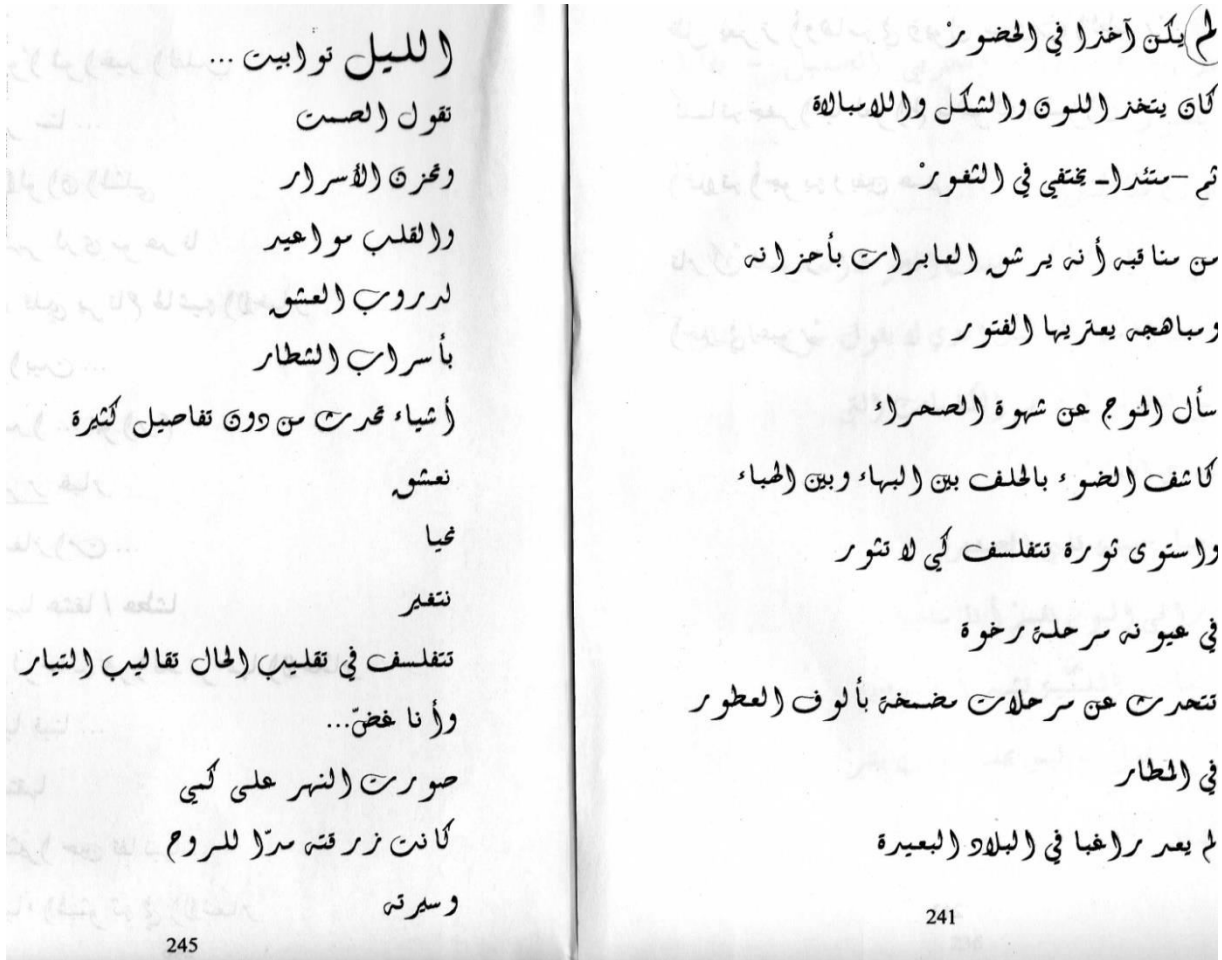 لم يكن آخذا في الحضورْ
كان يتخذ اللون والشكل واللامبالاة
ثم –متئدا– يختفي في الثغورْ
من مناقبه أنه يرشق العابرات بأحزانه
ومباهجه يعتريها الفتور
سأل الموج عن شهوة الصحراء
كاشف الضوء بالخلف بين البهاء وبين الهباء
واستوى ثورة تتفلسف كي لا تثور
في عيونه مرحلة رخوة
تتحدث عن مرحلات مضمخة بألوف العطور
في المطار
لم يعد راغبا في البلاد البعيدة
241
الليل توابيت ...
تقول الصمت
وتخزن الأسرار
والقلب مواعيد
لدروب العشق
بأسراب الشطار
أشياء تحدث من دون تفاصيل كثيرة
نعشق
نحيا
نتغير
نتفلسف في تقليب الحال تقاليب التيار
وأنا غضّ...
صورت النهر على كمي
كانت زرقته مدّا للروح
وسيرته
245